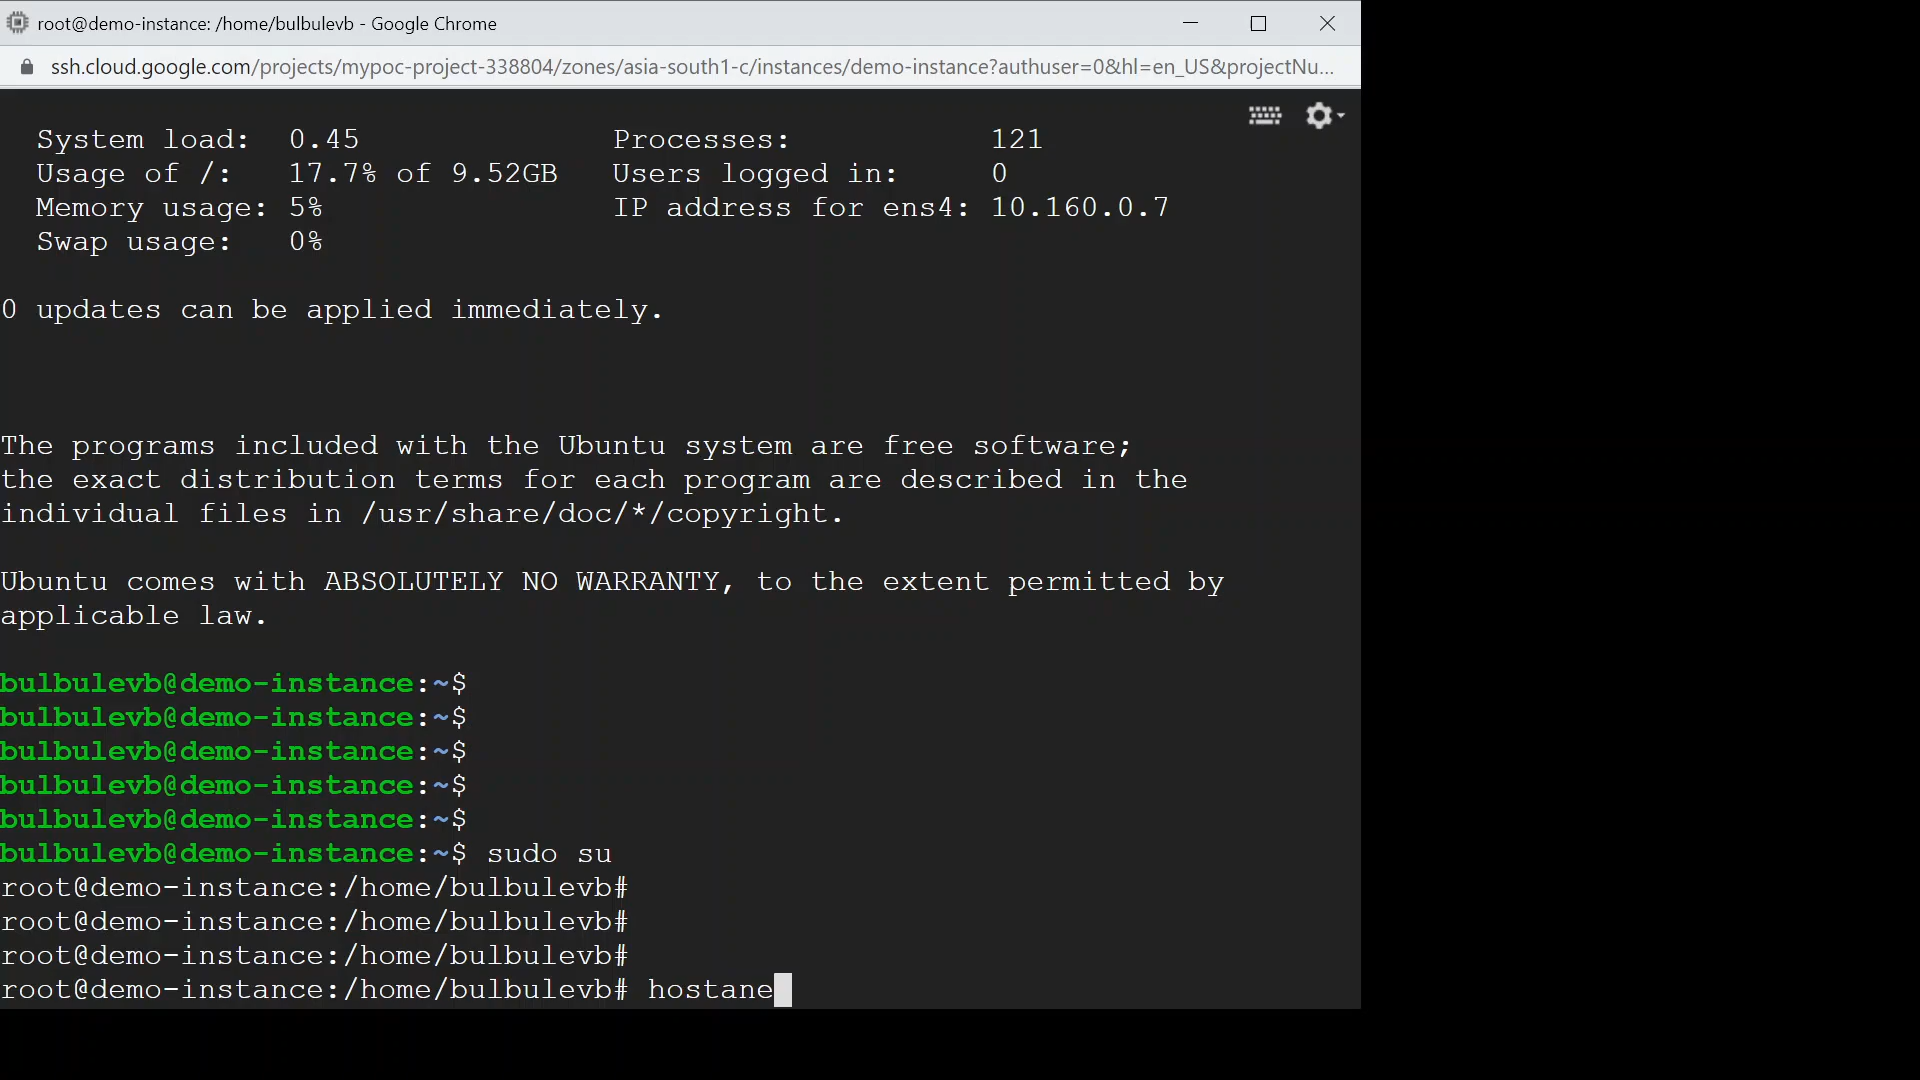 root@demo-instance: /home/bulbulevb - Google Chrome
ssh.cloud.google.com/projects/mypoc-project-338804/zones/asia-south1-c/instances/demo-instance?authuser=0&hl=en_US&projectNu...
System load: 0.45 Processes: 121
Usage of /: 17.7% of 9.52GB Users logged in: 0
Memory usage: 5% IP address for ens4: 10.160.0.7
Swap usage: 0%
0 updates can be applied immediately.
The programs included with the Ubuntu system are free software;
the exact distribution terms for each program are described in the
individual files in /usr/share/doc/*/copyright.
Ubuntu comes with ABSOLUTELY NO WARRANTY, to the extent permitted by
applicable law.
bulbulevb@demo-instance:~$
bulbulevb@demo-instance:~$
bulbulevb@demo-instance:~$
bulbulevb@demo-instance:~$
bulbulevb@demo-instance:~$
bulbulevb@demo-instance:~$ sudo su
root@demo-instance:/home/bulbulevb#
root@demo-instance:/home/bulbulevb#
root@demo-instance:/home/bulbulevb#
root@demo-instance:/home/bulbulevb# hostane